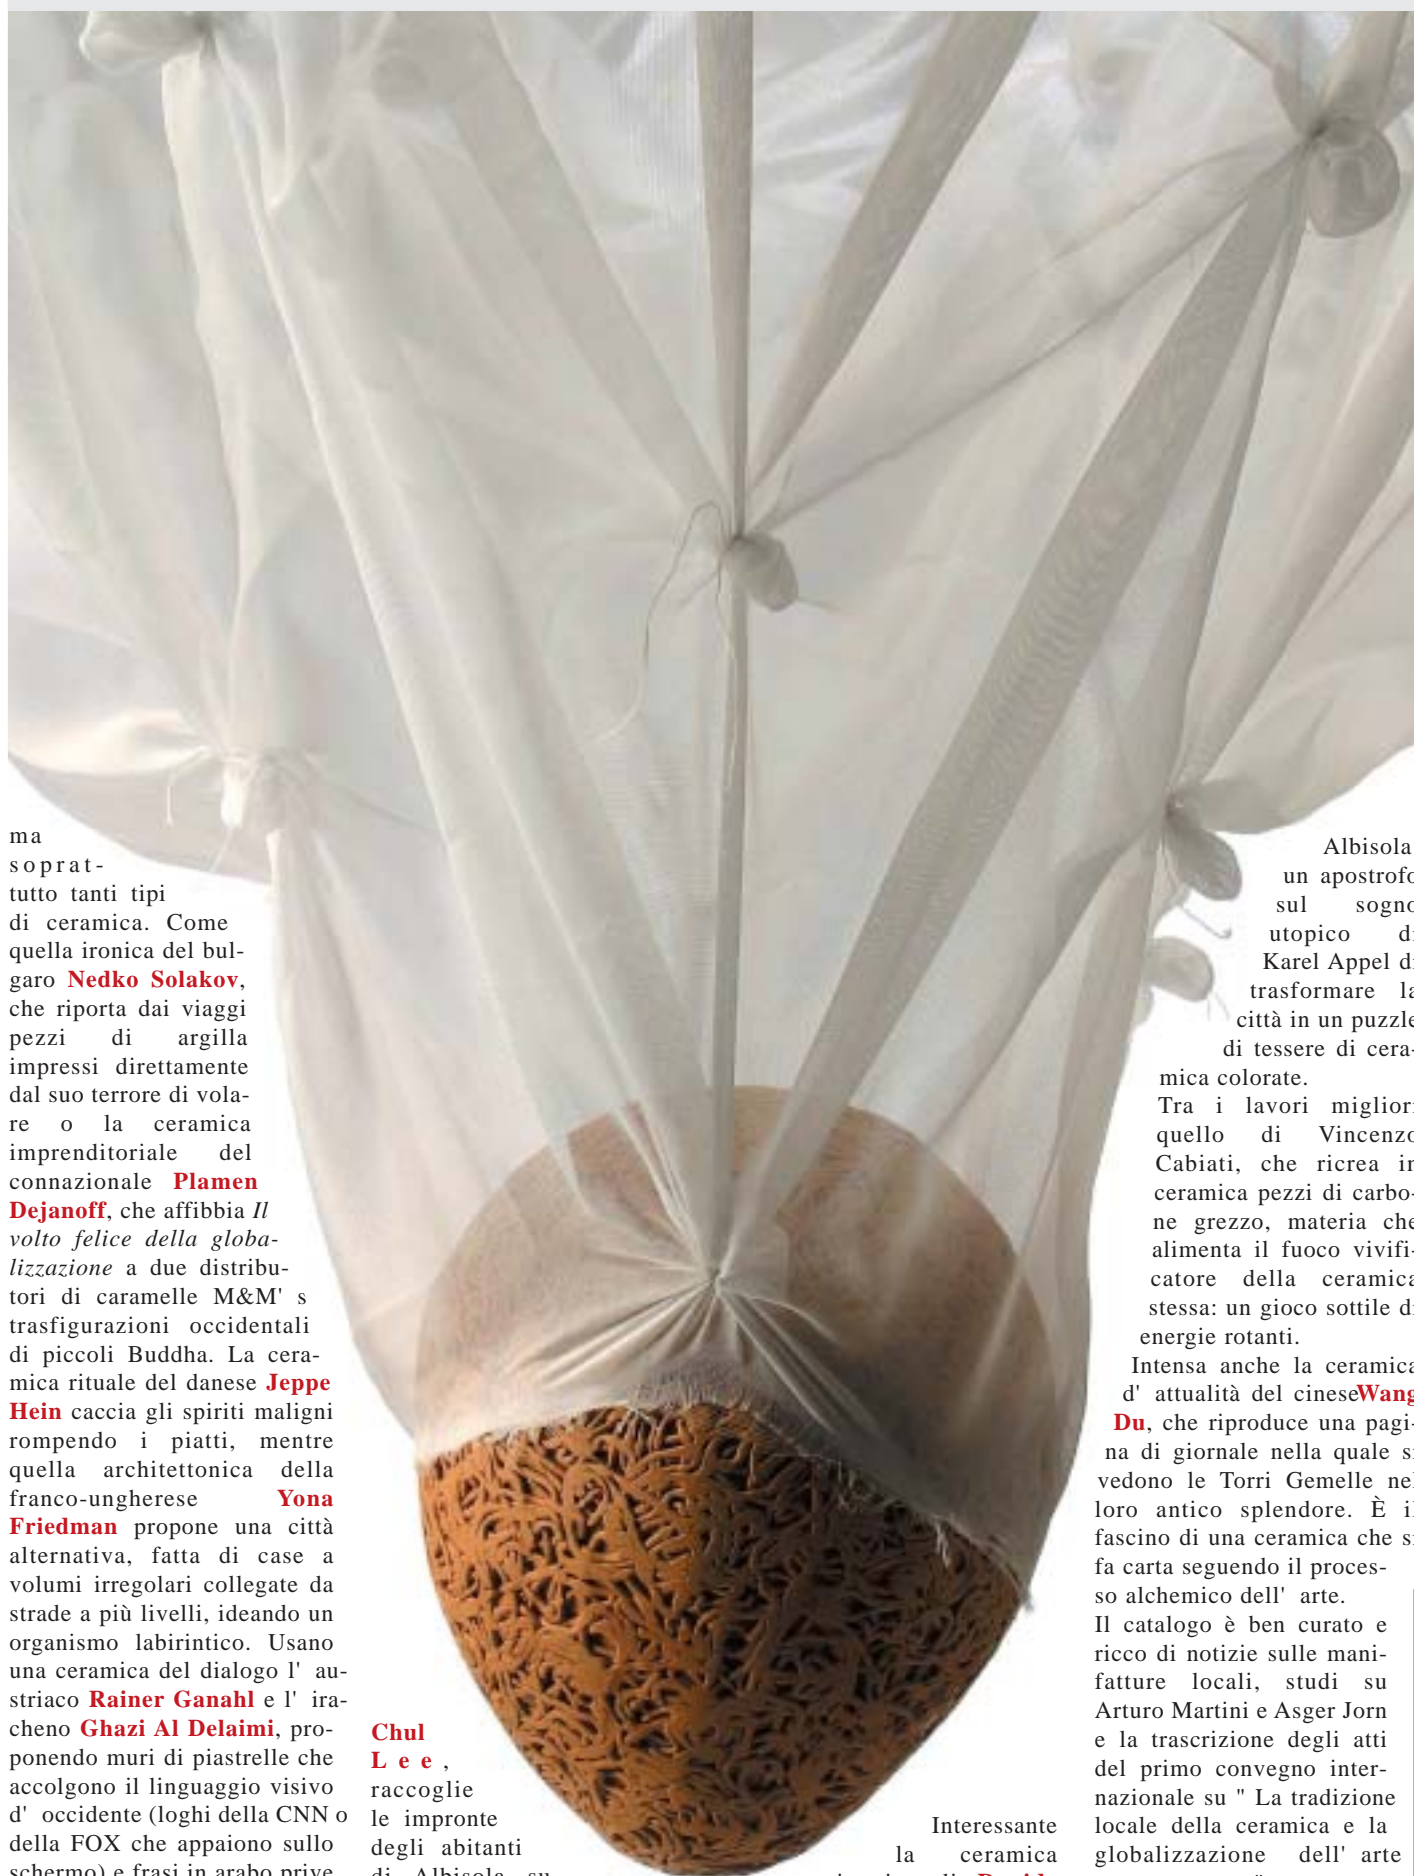 ma
soprat-
tutto tanti tipi
di ceramica. Come
quella ironica del bul-
garo Nedko Solakov,
che riporta dai viaggi
pezzi di argilla
impressi direttamente
dal suo terrore di vola-
re o la ceramica
imprenditoriale del
connazionale Plamen
Dejanoff, che affibbia Il
volto felice della globa-
lizzazione a due distribu-
tori di caramelle M&M' s
trasfigurazioni occidentali
di piccoli Buddha. La cera-
mica rituale del danese Jeppe
Hein caccia gli spiriti maligni
rompendo i piatti, mentre
quella architettonica della
franco-ungherese Yona
Friedman propone una città
alternativa, fatta di case a
volumi irregolari collegate da
strade a più livelli, ideando un
organismo labirintico. Usano
una ceramica del dialogo l' au-
striaco Rainer Ganahl e l' ira-
cheno Ghazi Al Delaimi, pro-
ponendo muri di piastrelle che
accolgono il linguaggio visivo
d' occidente (loghi della CNN o
della FOX che appaiono sullo
schermo) e frasi in arabo prive
Chul
Lee,
raccoglie
le impronte
degli abitanti
di Albisola su
Interessante
la ceramica
di
Albisola
un apostrofo
sul sogno
utopico di
Karel Appel di
trasformare la
città in un puzzle
di tessere di cera-
mica colorate.
Tra i lavori migliori
quello di Vincenzo
Cabiati, che ricrea in
ceramica pezzi di carbo-
ne grezzo, materia che
alimenta il fuoco vivifi-
catore della ceramica
stessa: un gioco sottile di
energie rotanti.
Intensa anche la ceramica
d' attualità del cinese Wang
Du, che riproduce una pagi-
na di giornale nella quale si
vedono le Torri Gemelle nel
loro antico splendore. È il
fascino di una ceramica che si
fa carta seguendo il proces-
so alchemico dell' arte.
Il catalogo è ben curato e
ricco di notizie sulle mani-
fatture locali, studi su
Arturo Martini e Asger Jorn
e la trascrizione degli atti
del primo convegno inter-
nazionale su " La tradizione
locale della ceramica e la
globalizzazione dell' arte